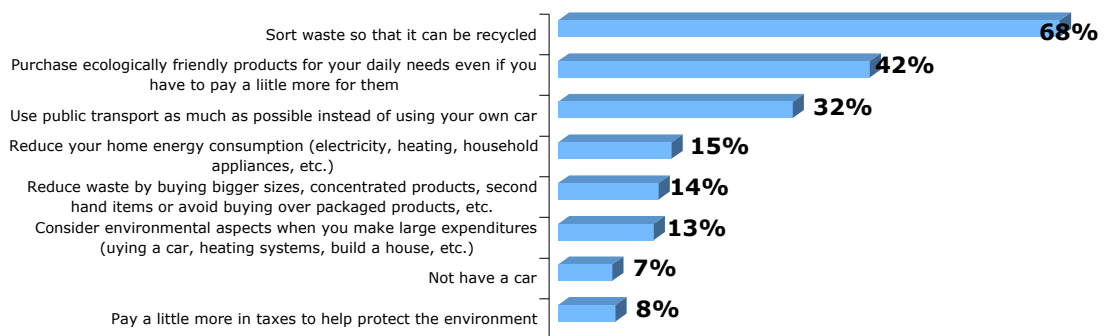 Sort waste so that it can be recycled
68%
Purchase ecologically friendly products for your daily needs even if you
have to pay a liitle more for them
42%
Use public transport as much as possible instead of using your own car
32%
Reduce your home energy consumption (electricity, heating, household
appliances, etc.)
15%
Reduce waste by buying bigger sizes, concentrated products, second
hand items or avoid buying over packaged products, etc.
14%
Consider environmental aspects when you make large expenditures
(uying a car, heating systems, build a house, etc.)
13%
Not have a car
7%
Pay a little more in taxes to help protect the environment
8%